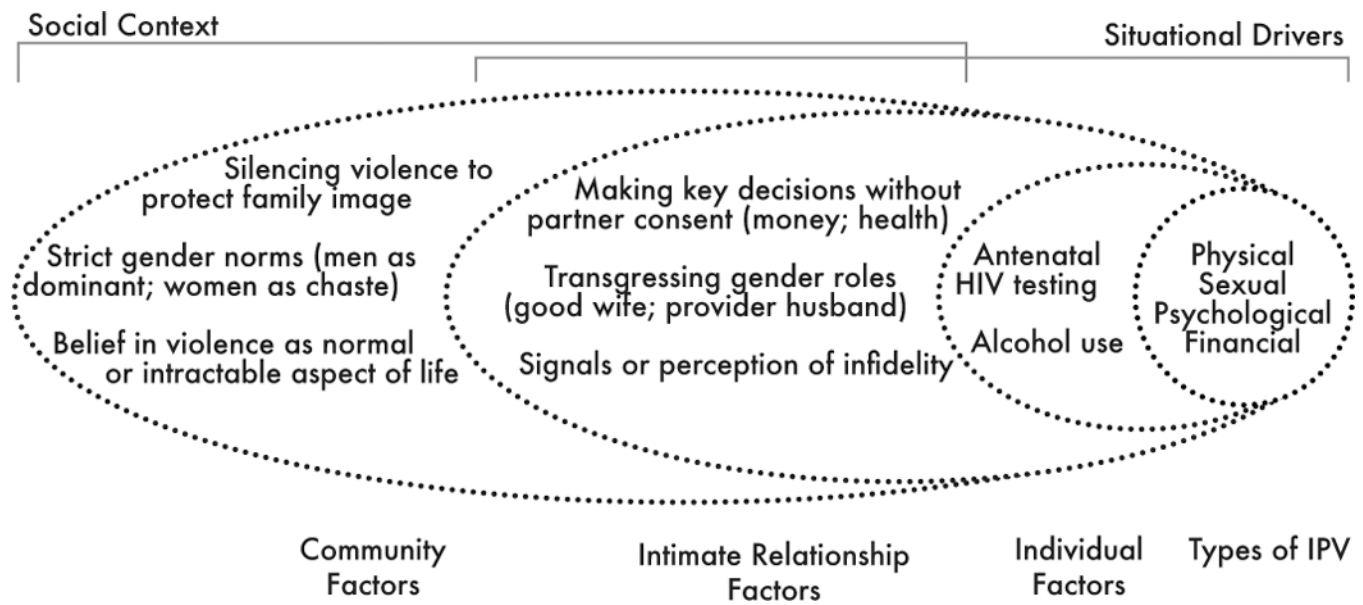 Social Context
Situational Drivers
Silencing violence to
protect family image
Strict gender norms (men as
dominant; women as chaste)
Belief in violence as normal
or intractable aspect of life
Making key decisions without
partner consent (money; health)
Transgressing gender roles
(good wife; provider husband)
Signals or perception of infidelity
Antenatal
HIV testing
Alcohol use
Physical
Sexual
Psychological
Financial
Community
Factors
Intimate Relationship
Factors
Individual
Factors
Types of IPV